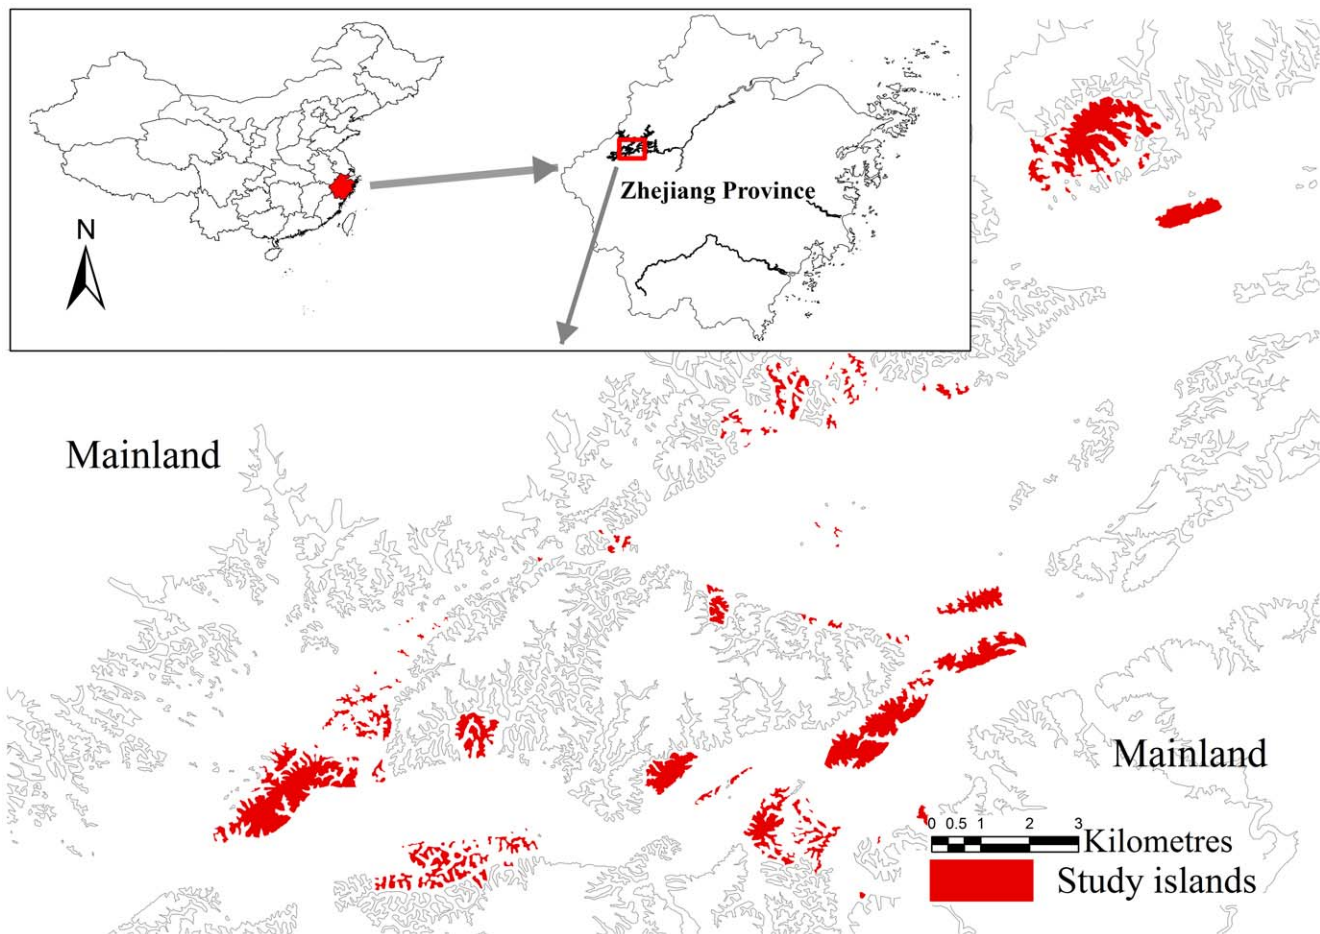 Zhejiang Province
N
Mainland
Mainland
0 0.5 1 2 3
Kilometres
Study islands